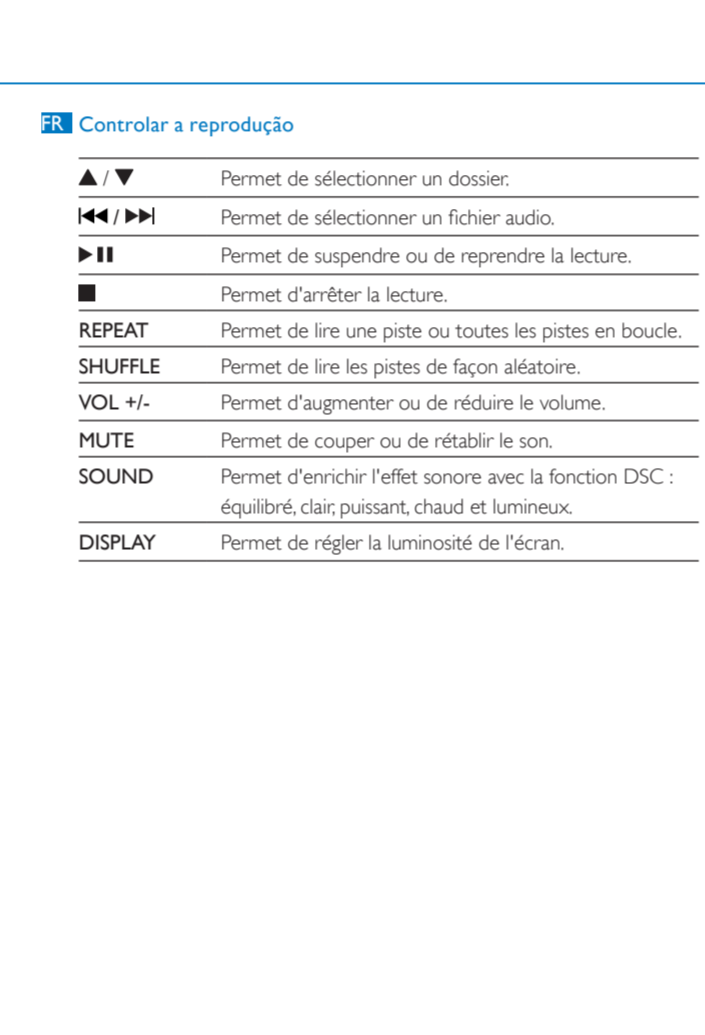 FR Controlar a reprodução
▲ / ▼ Permet de sélectionner un dossier.
⏮ / ⏭ Permet de sélectionner un fichier audio.
▶⏸ Permet de suspendre ou de reprendre la lecture.
■ Permet d'arrêter la lecture.
REPEAT Permet de lire une piste ou toutes les pistes en boucle.
SHUFFLE Permet de lire les pistes de façon aléatoire.
VOL +/- Permet d'augmenter ou de réduire le volume.
MUTE Permet de couper ou de rétablir le son.
SOUND Permet d'enrichir l'effet sonore avec la fonction DSC :
équilibré, clair, puissant, chaud et lumineux.
DISPLAY Permet de régler la luminosité de l'écran.